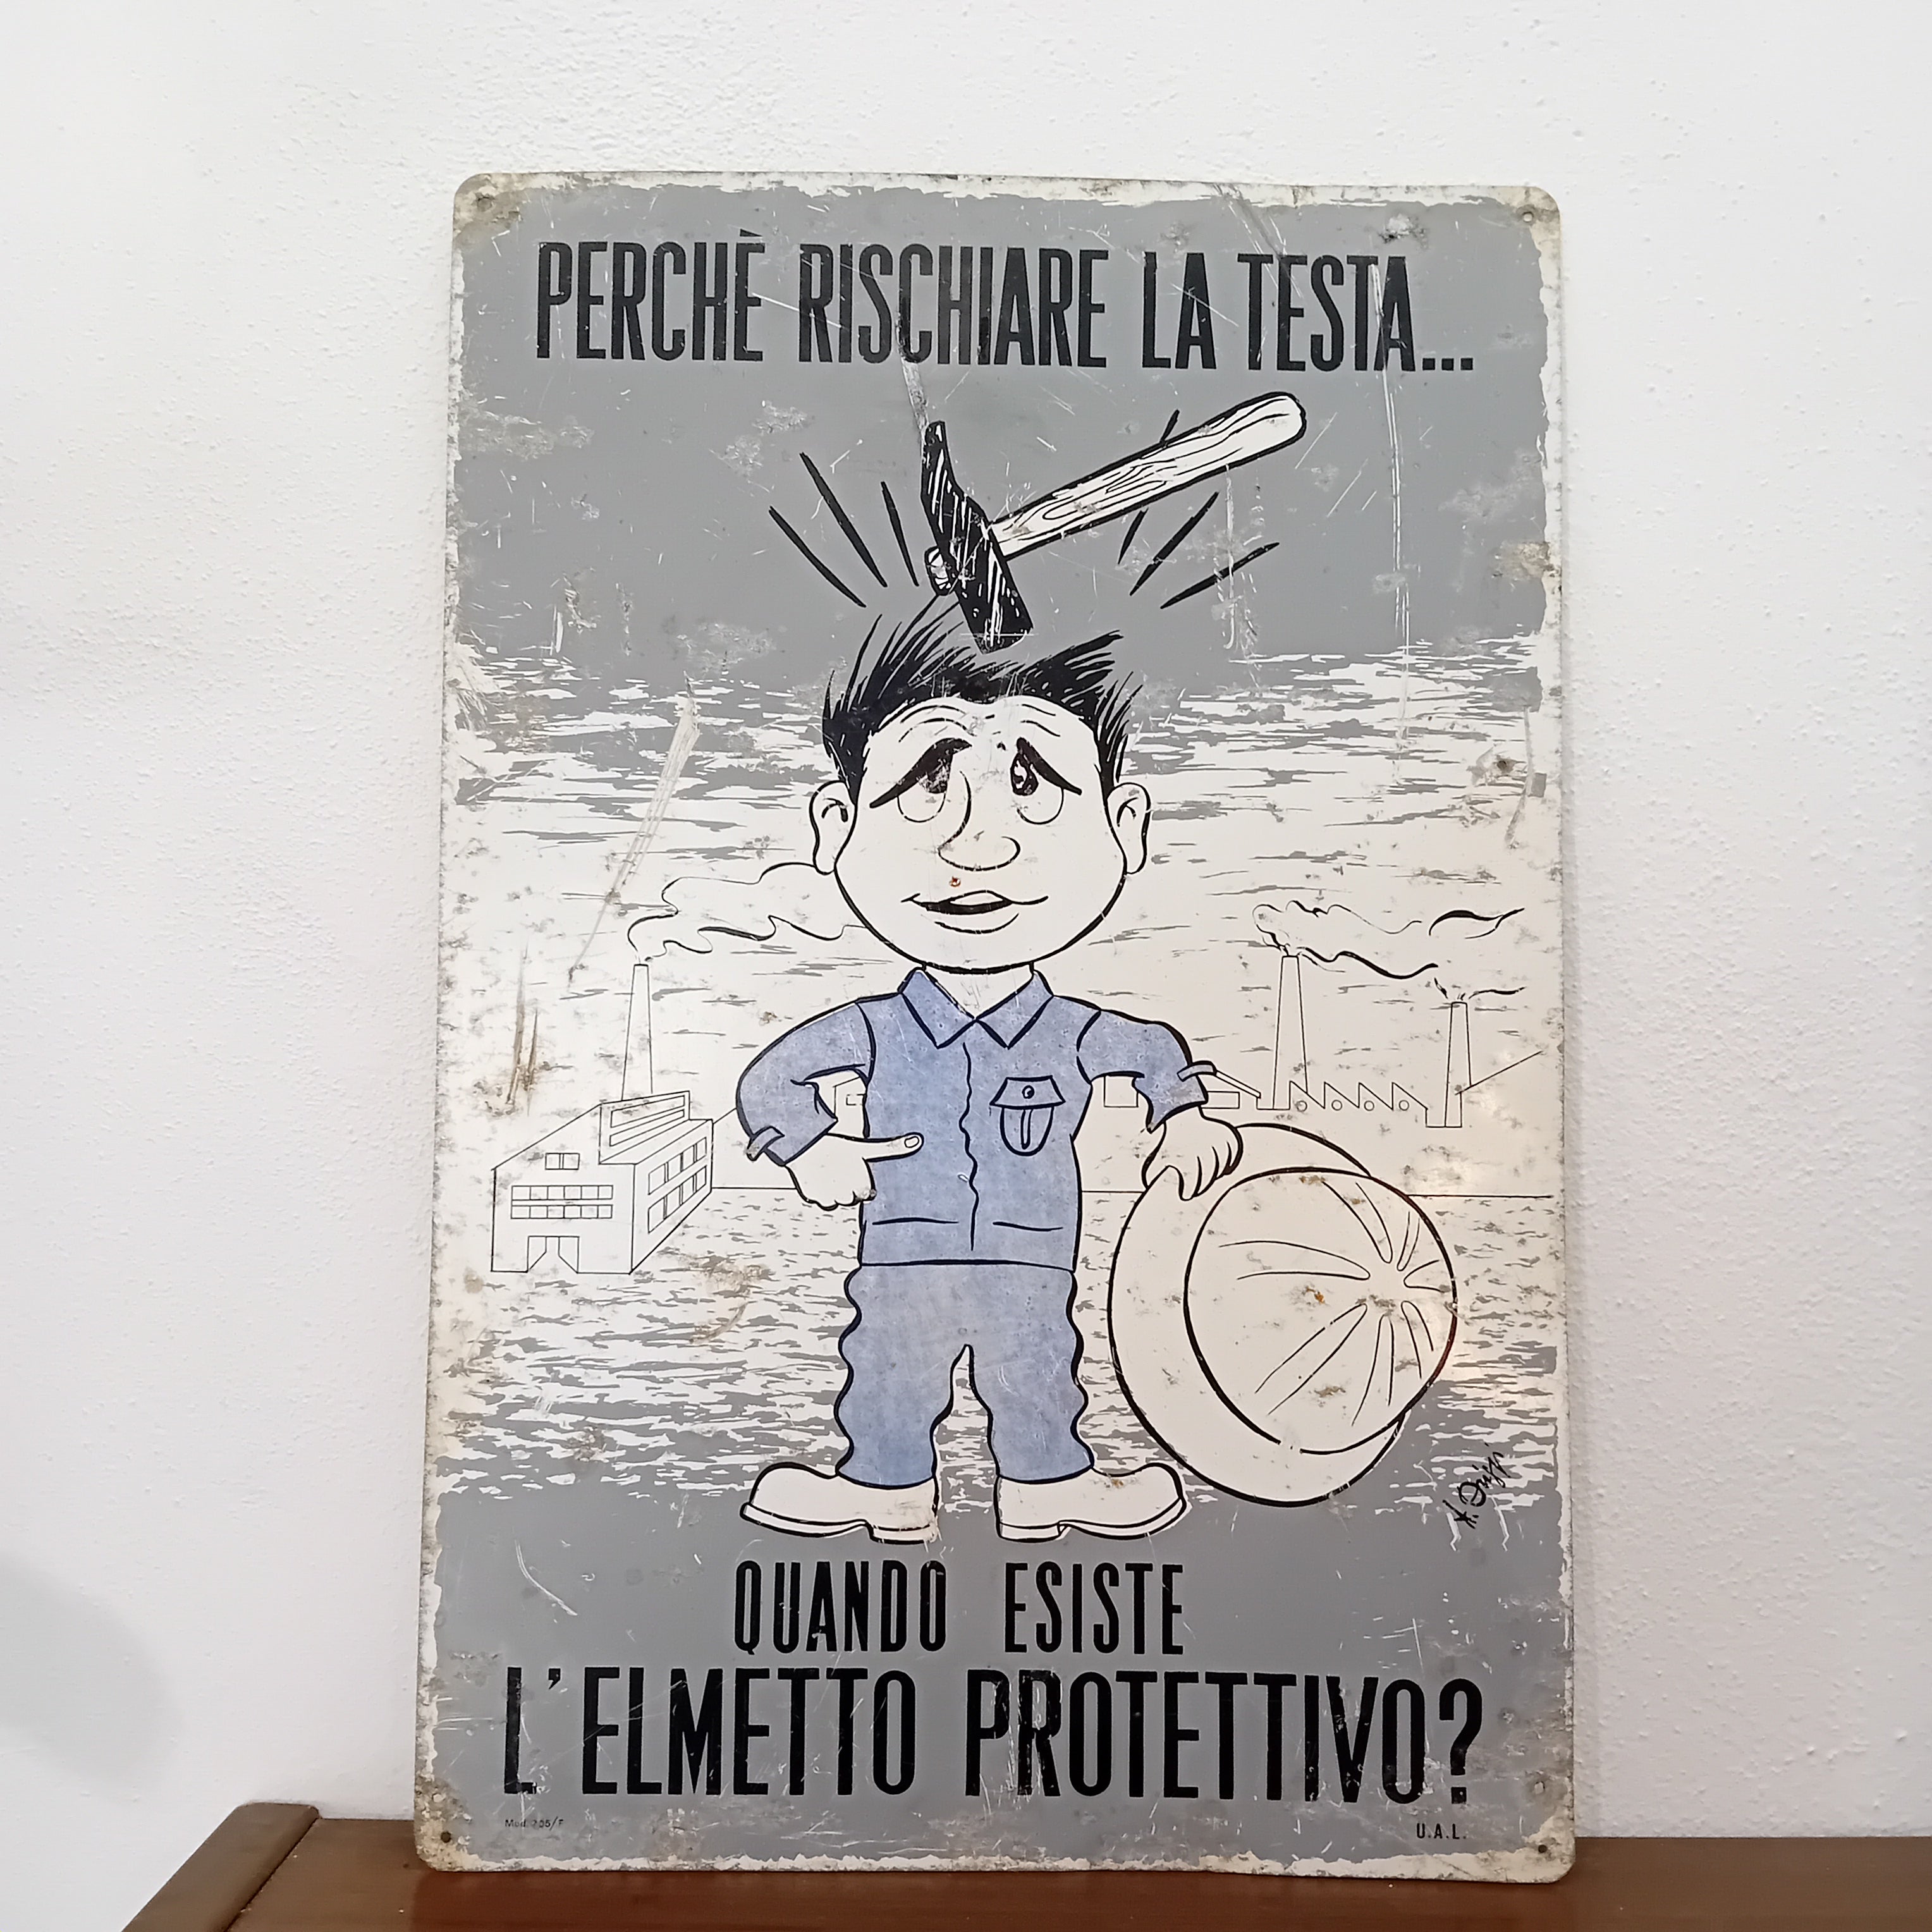 PERCHÈ RISCHIARE LA TESTA...
QUANDO ESISTE
L'ELMETTO PROTETTIVO?
U.A.L.